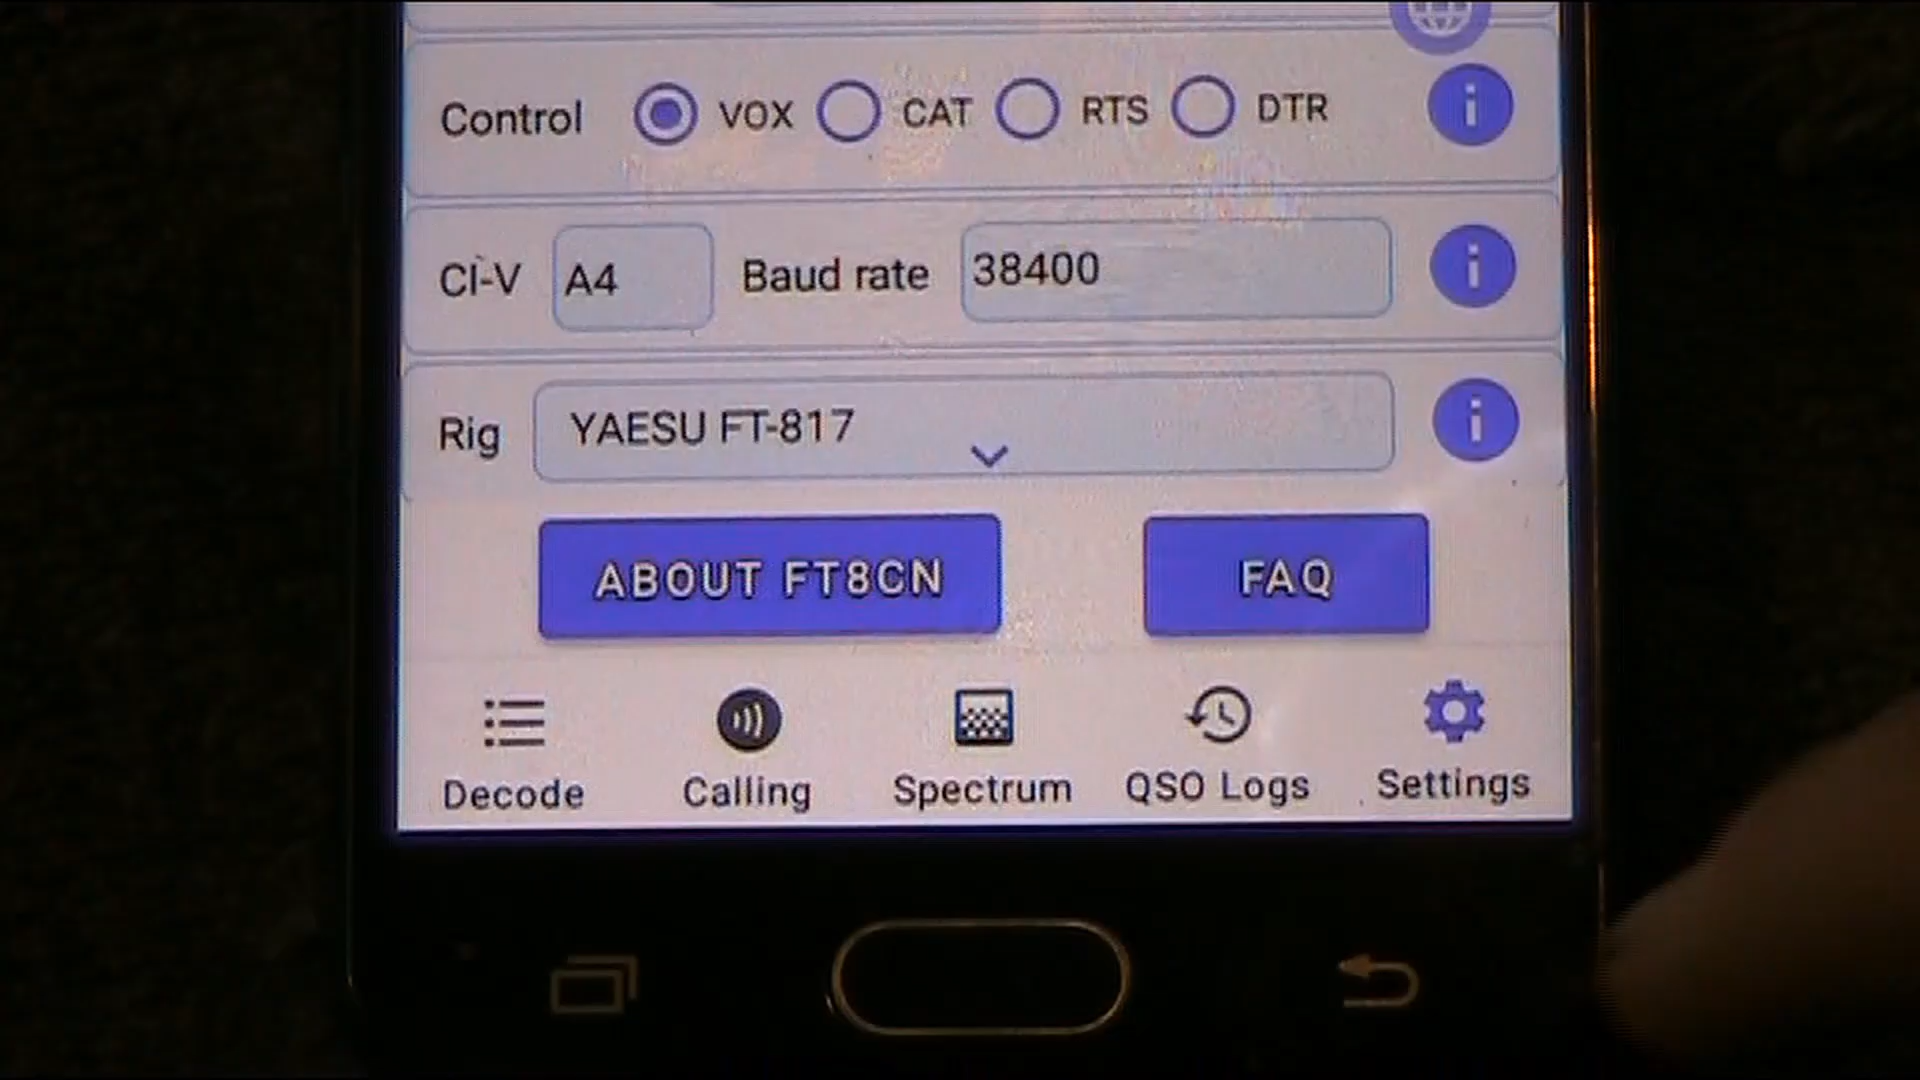 Control VOX CAT RTS DTR
CI-V A4 Baud rate 38400
Rig YAESU FT-817
ABOUT FT8CN FAQ
Decode Calling Spectrum QSO Logs Settings